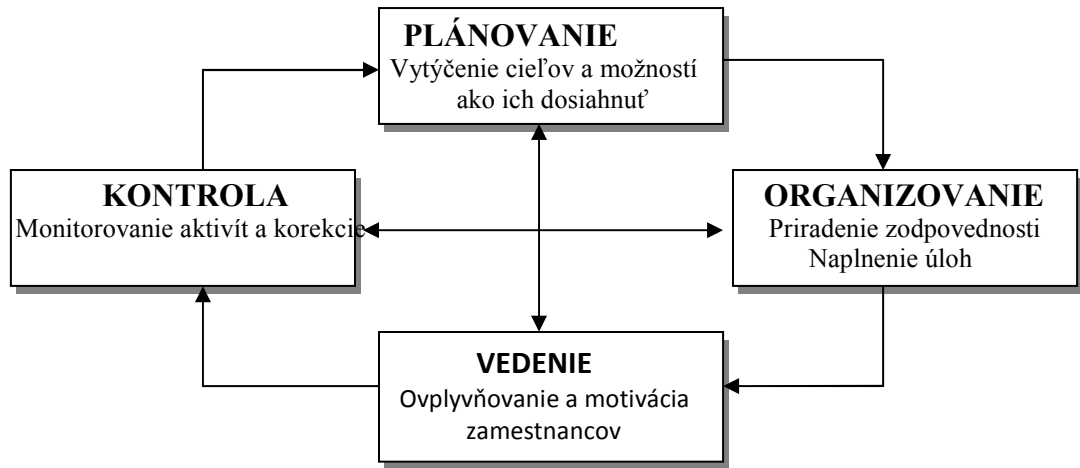 PLÁNOVANIE
Vytýčenie cieľov a možností
ako ich dosiahnuť
KONTROLA
Monitorovanie aktivít a korekcie
ORGANIZOVANIE
Priradenie zodpovednosti
Naplnenie úloh
VEDENIE
Ovplyvňovanie a motivácia
zamestnancov